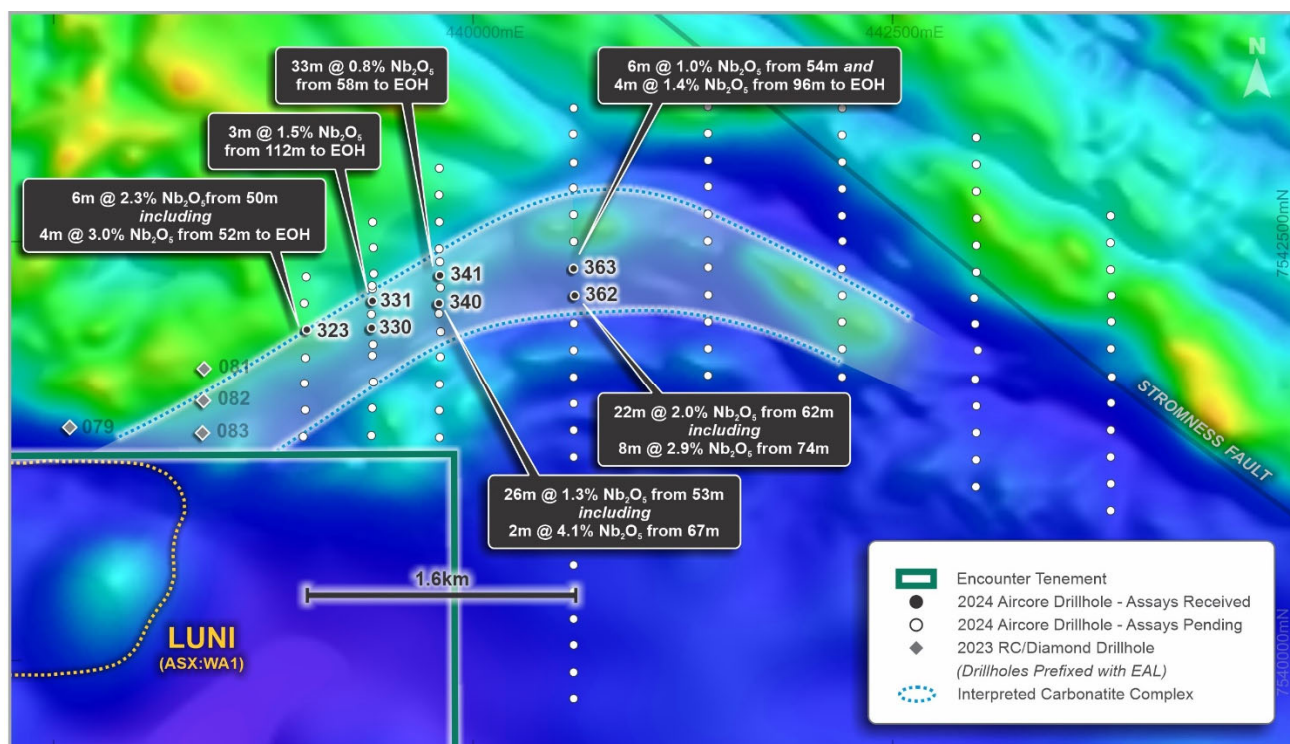 440000mE
442500mE
N
33m @ 0.8% Nb₂O₅
from 58m to EOH
6m @ 1.0% Nb₂O₅ from 54m and
4m @ 1.4% Nb₂O₅ from 96m to EOH
3m @ 1.5% Nb₂O₅
from 112m to EOH
6m @ 2.3% Nb₂O₅from 50m
including
4m @ 3.0% Nb₂O₅ from 52m to EOH
7542500mN
341
363
340
362
331
323
330
081
082
079
083
STROMNESS FAULT
22m @ 2.0% Nb₂O₅ from 62m
including
8m @ 2.9% Nb₂O₅ from 74m
26m @ 1.3% Nb₂O₅ from 53m
including
2m @ 4.1% Nb₂O₅ from 67m
1.6km
LUNI
(ASX:WA1)
Encounter Tenement
2024 Aircore Drillhole - Assays Received
2024 Aircore Drillhole - Assays Pending
2023 RC/Diamond Drillhole
(Drillholes Prefixed with EAL)
Interpreted Carbonatite Complex
7540000mN